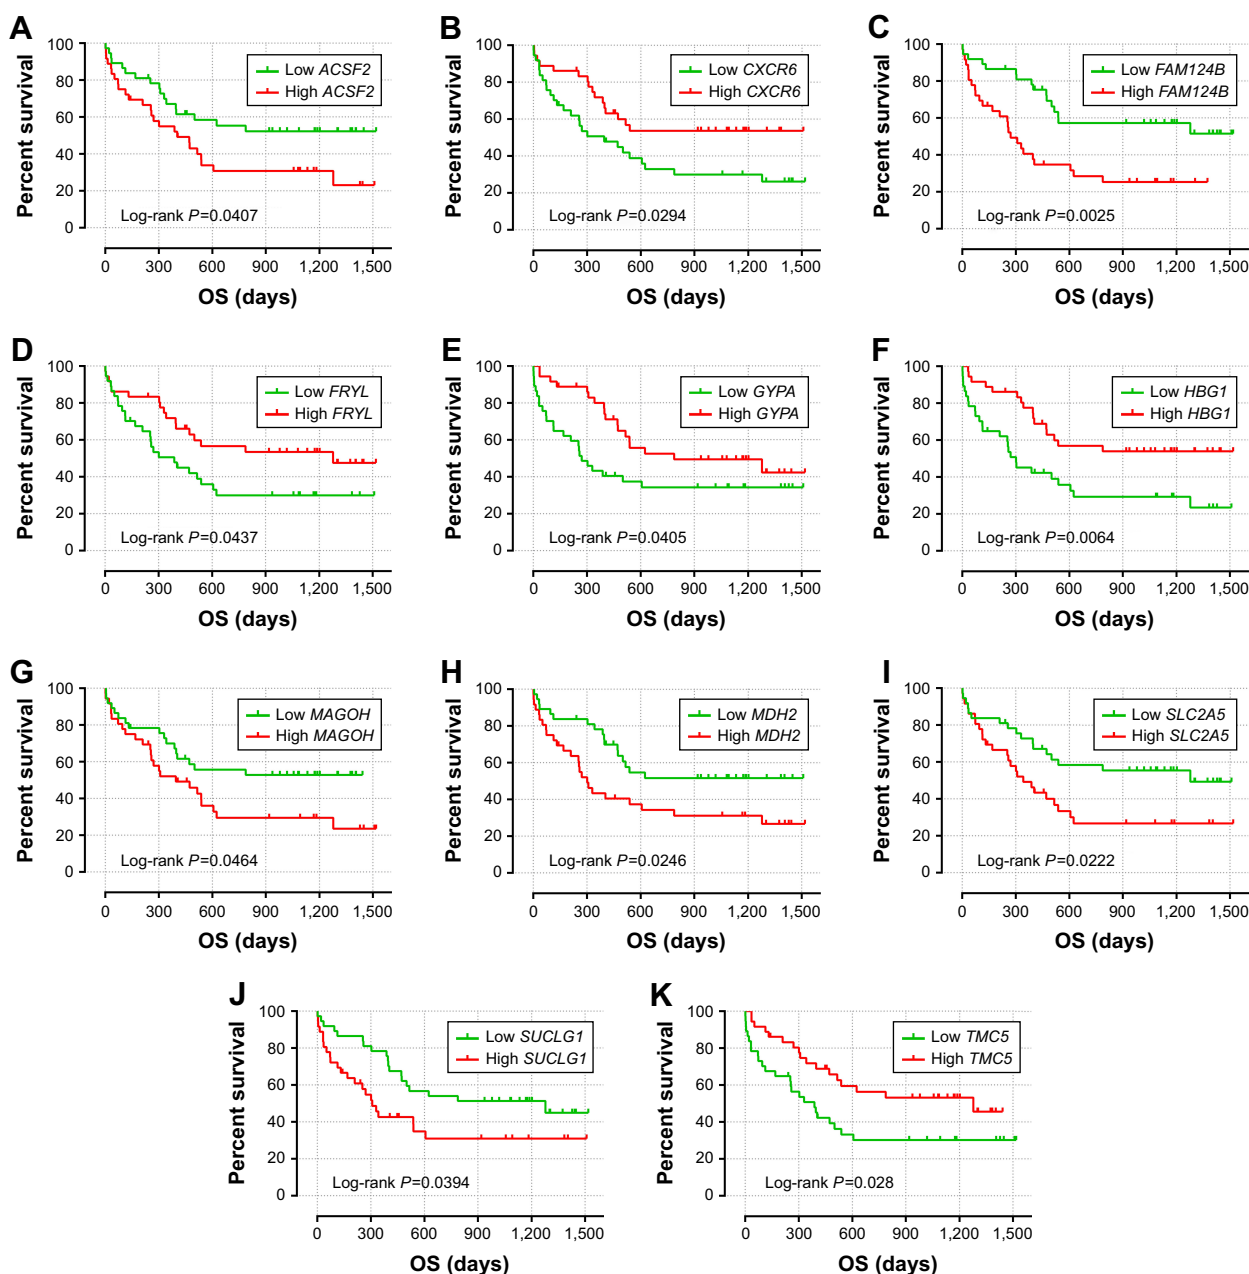 A
Percent survival
100
80
60
40
20
0
Low ACSF2
High ACSF2
Log-rank P=0.0407
0 300 600 900 1,200 1,500
OS (days)
B
Percent survival
100
80
60
40
20
0
Low CXCR6
High CXCR6
Log-rank P=0.0294
0 300 600 900 1,200 1,500
OS (days)
C
Percent survival
100
80
60
40
20
0
Low FAM124B
High FAM124B
Log-rank P=0.0025
0 300 600 900 1,200 1,500
OS (days)
D
Percent survival
100
80
60
40
20
0
Low FRYL
High FRYL
Log-rank P=0.0437
0 300 600 900 1,200 1,500
OS (days)
E
Percent survival
100
80
60
40
20
0
Low GYPA
High GYPA
Log-rank P=0.0405
0 300 600 900 1,200 1,500
OS (days)
F
Percent survival
100
80
60
40
20
0
Low HBG1
High HBG1
Log-rank P=0.0064
0 300 600 900 1,200 1,500
OS (days)
G
Percent survival
100
80
60
40
20
0
Low MAGOH
High MAGOH
Log-rank P=0.0464
0 300 600 900 1,200 1,500
OS (days)
H
Percent survival
100
80
60
40
20
0
Low MDH2
High MDH2
Log-rank P=0.0246
0 300 600 900 1,200 1,500
OS (days)
I
Percent survival
100
80
60
40
20
0
Low SLC2A5
High SLC2A5
Log-rank P=0.0222
0 300 600 900 1,200 1,500
OS (days)
J
Percent survival
100
80
60
40
20
0
Low SUCLG1
High SUCLG1
Log-rank P=0.0394
0 300 600 900 1,200 1,500
OS (days)
K
Percent survival
100
80
60
40
20
0
Low TMC5
High TMC5
Log-rank P=0.028
0 300 600 900 1,200 1,500
OS (days)